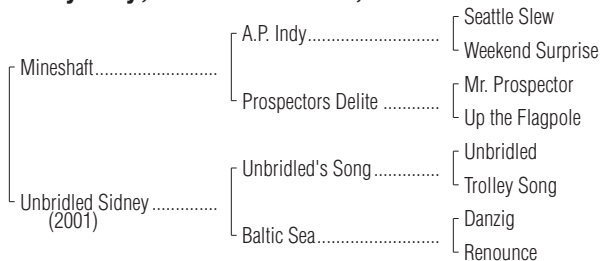 Seattle Slew
A.P. Indy
Weekend Surprise
Mineshaft
Mr. Prospector
Prospectors Delite
Up the Flagpole
Unbridled
Unbridled's Song
Trolley Song
Unbridled Sidney
(2001)
Danzig
Baltic Sea
Renounce